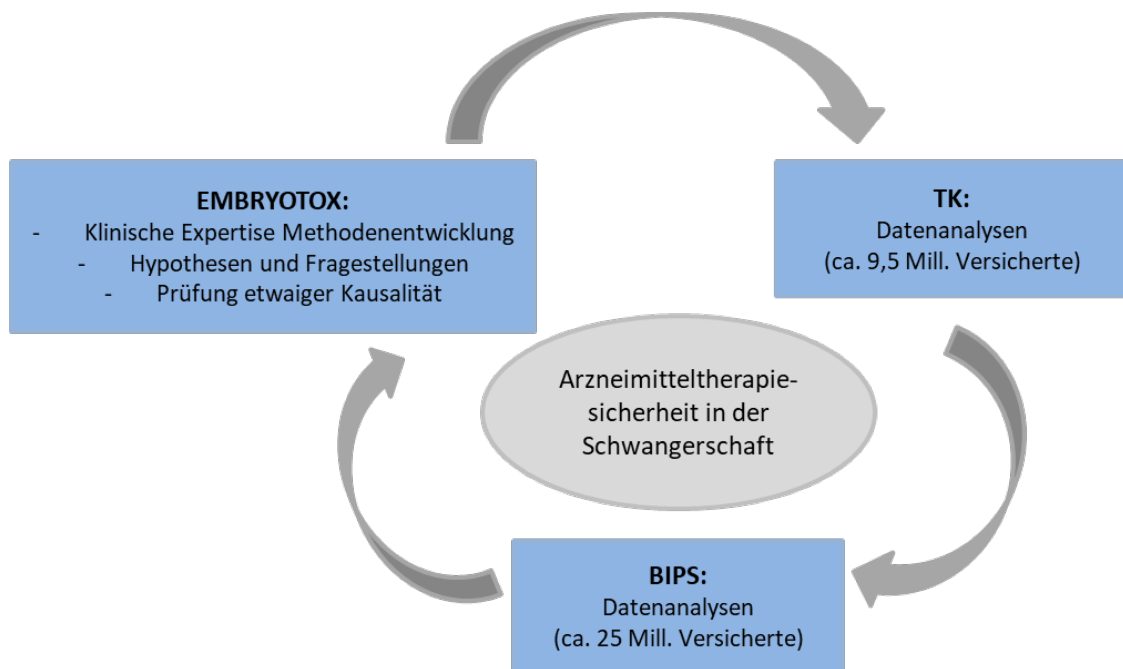 EMBRYOTOX:
- Klinische Expertise Methodenentwicklung
- Hypothesen und Fragestellungen
- Prüfung etwaiger Kausalität
TK:
Datenanalysen
(ca. 9,5 Mill. Versicherte)
Arzneimitteltherapie-
sicherheit in der
Schwangerschaft
BIPS:
Datenanalysen
(ca. 25 Mill. Versicherte)